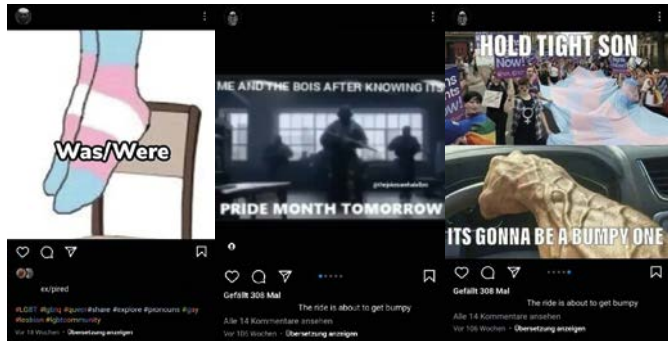 Was/Were
ex/pired
#LGBT #lgbtq #queer #share #explore #pronouns #gay
#lesbian #lgbtcommunity
Vor 18 Wochen · Übersetzung anzeigen
ME AND THE BOIS AFTER KNOWING ITS
PRIDE MONTH TOMORROW
Gefällt 308 Mal
The ride is about to get bumpy
Alle 14 Kommentare ansehen
Vor 106 Wochen · Übersetzung anzeigen
HOLD TIGHT SON
Now!
ITS GONNA BE A BUMPY ONE
Gefällt 308 Mal
The ride is about to get bumpy
Alle 14 Kommentare ansehen
Vor 106 Wochen · Übersetzung anzeigen